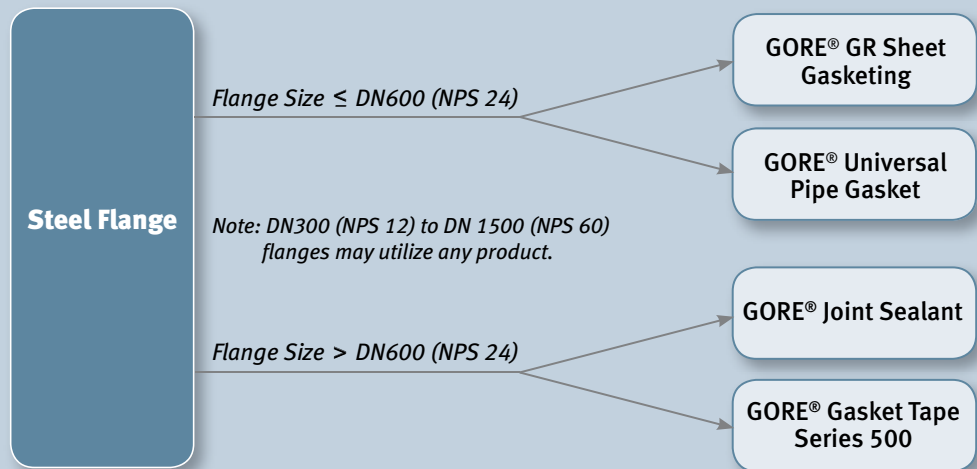 Steel Flange
Flange Size ≤ DN600 (NPS 24)
GORE® GR Sheet
Gasketing
GORE® Universal
Pipe Gasket
Note: DN300 (NPS 12) to DN 1500 (NPS 60)
flanges may utilize any product.
Flange Size > DN600 (NPS 24)
GORE® Joint Sealant
GORE® Gasket Tape
Series 500